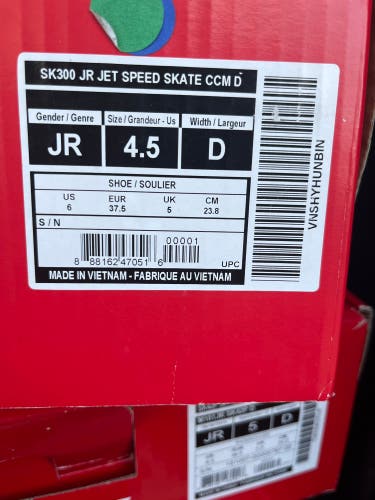 SK300 JR JET SPEED SKATE CCM D
Gender / Genre
Size / Grandeur - Us
Width / Largeur
JR
4.5
D
SHOE / SOULIER
US
EUR
UK
CM
6
37.5
5
23.8
S / N
00001
8 88162 47051 6
UPC
MADE IN VIETNAM - FABRIQUE AU VIETNAM
VNSHYHUNBIN
JR
5
D